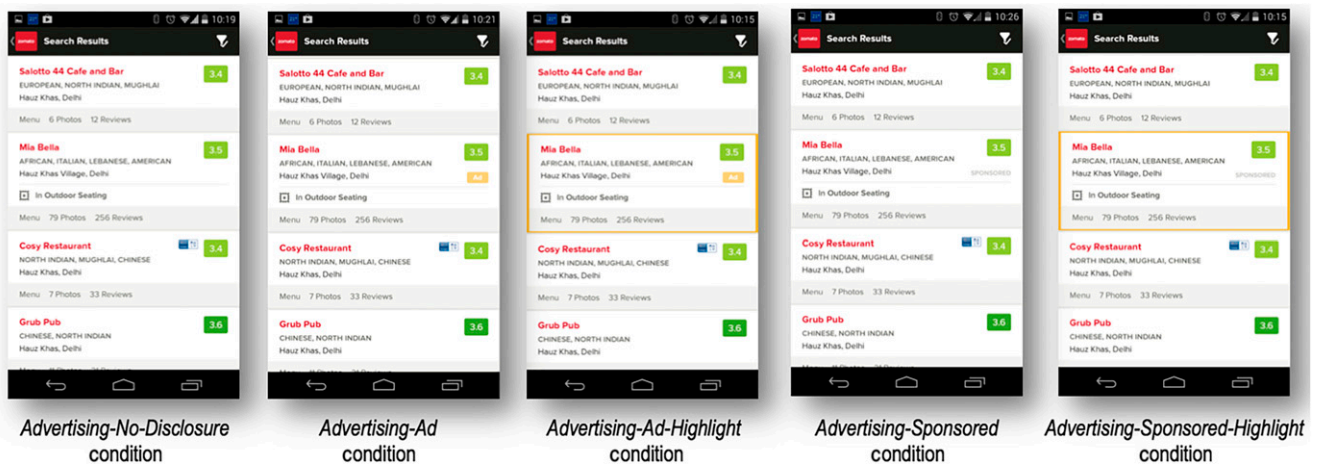 10:19
zomato Search Results
Salotto 44 Cafe and Bar 3.4
EUROPEAN, NORTH INDIAN, MUGHLAI
Hauz Khas, Delhi
Menu 6 Photos 12 Reviews
Mia Bella 3.5
AFRICAN, ITALIAN, LEBANESE, AMERICAN
Hauz Khas Village, Delhi
In Outdoor Seating
Menu 79 Photos 256 Reviews
Cosy Restaurant 3.4
NORTH INDIAN, MUGHLAI, CHINESE
Hauz Khas, Delhi
Menu 7 Photos 33 Reviews
Grub Pub 3.6
CHINESE, NORTH INDIAN
Hauz Khas, Delhi
Advertising-No-Disclosure
condition
10:21
zomato Search Results
Salotto 44 Cafe and Bar 3.4
EUROPEAN, NORTH INDIAN, MUGHLAI
Hauz Khas, Delhi
Menu 6 Photos 12 Reviews
Mia Bella 3.5
AFRICAN, ITALIAN, LEBANESE, AMERICAN
Hauz Khas Village, Delhi Ad
In Outdoor Seating
Menu 79 Photos 256 Reviews
Cosy Restaurant 3.4
NORTH INDIAN, MUGHLAI, CHINESE
Hauz Khas, Delhi
Menu 7 Photos 33 Reviews
Grub Pub 3.6
CHINESE, NORTH INDIAN
Hauz Khas, Delhi
Advertising-Ad
condition
10:15
zomato Search Results
Salotto 44 Cafe and Bar 3.4
EUROPEAN, NORTH INDIAN, MUGHLAI
Hauz Khas, Delhi
Menu 6 Photos 12 Reviews
Mia Bella 3.5
AFRICAN, ITALIAN, LEBANESE, AMERICAN
Hauz Khas Village, Delhi Ad
In Outdoor Seating
Menu 79 Photos 256 Reviews
Cosy Restaurant 3.4
NORTH INDIAN, MUGHLAI, CHINESE
Hauz Khas, Delhi
Menu 7 Photos 33 Reviews
Grub Pub 3.6
CHINESE, NORTH INDIAN
Hauz Khas, Delhi
Advertising-Ad-Highlight
condition
10:26
zomato Search Results
Salotto 44 Cafe and Bar 3.4
EUROPEAN, NORTH INDIAN, MUGHLAI
Hauz Khas, Delhi
Menu 6 Photos 12 Reviews
Mia Bella 3.5
AFRICAN, ITALIAN, LEBANESE, AMERICAN
Hauz Khas Village, Delhi SPONSORED
In Outdoor Seating
Menu 79 Photos 256 Reviews
Cosy Restaurant 3.4
NORTH INDIAN, MUGHLAI, CHINESE
Hauz Khas, Delhi
Menu 7 Photos 33 Reviews
Grub Pub 3.6
CHINESE, NORTH INDIAN
Hauz Khas, Delhi
Advertising-Sponsored
condition
10:15
zomato Search Results
Salotto 44 Cafe and Bar 3.4
EUROPEAN, NORTH INDIAN, MUGHLAI
Hauz Khas, Delhi
Menu 6 Photos 12 Reviews
Mia Bella 3.5
AFRICAN, ITALIAN, LEBANESE, AMERICAN
Hauz Khas Village, Delhi SPONSORED
In Outdoor Seating
Menu 79 Photos 256 Reviews
Cosy Restaurant 3.4
NORTH INDIAN, MUGHLAI, CHINESE
Hauz Khas, Delhi
Menu 7 Photos 33 Reviews
Grub Pub 3.6
CHINESE, NORTH INDIAN
Hauz Khas, Delhi
Advertising-Sponsored-Highlight
condition